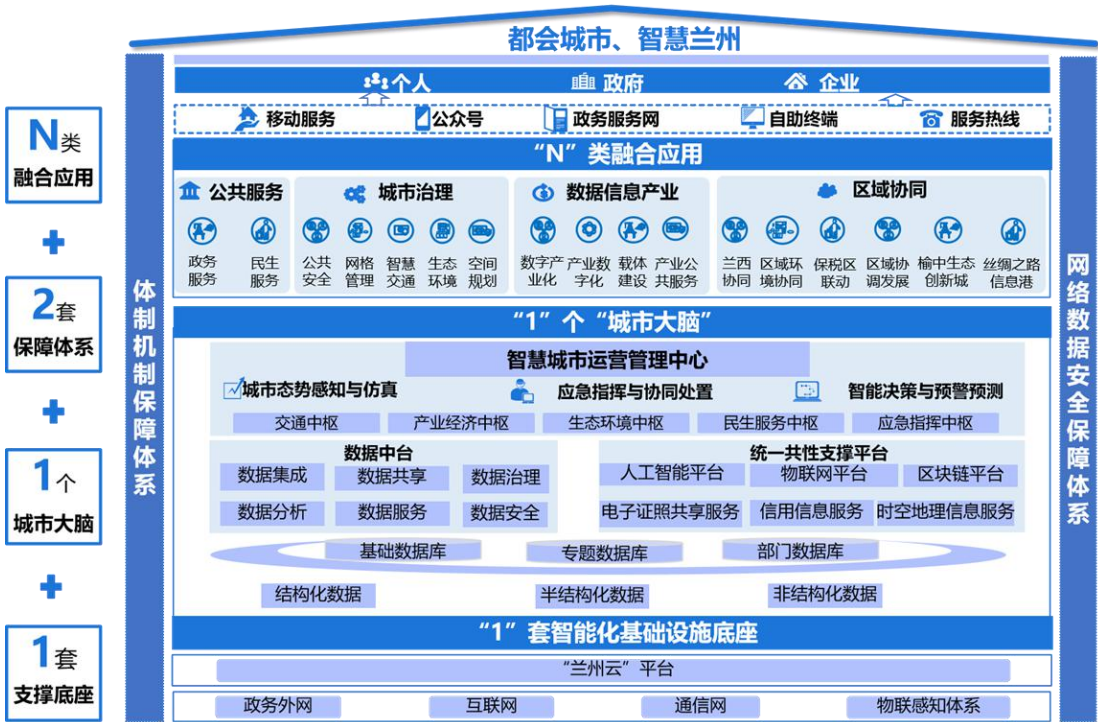 都会城市、智慧兰州
个人 政府 企业
移动服务 公众号 政务服务网 自助终端 服务热线
“N”类融合应用
公共服务 城市治理 数据信息产业 区域协同
政务服务 民生服务 公共安全 网格管理 智慧交通 生态环境 空间规划 数字产业化 产业数字化 载体建设 产业公共服务 兰西协同 区域环境协同 保税区联动 区域协调发展 榆中生态创新城 丝绸之路信息港
“1”个“城市大脑”
智慧城市运营管理中心
城市态势感知与仿真 应急指挥与协同处置 智能决策与预警预测
交通中枢 产业经济中枢 生态环境中枢 民生服务中枢 应急指挥中枢
数据中台 统一共性支撑平台
数据集成 数据共享 数据治理 人工智能平台 物联网平台 区块链平台
数据分析 数据服务 数据安全 电子证照共享服务 信用信息服务 时空地理信息服务
基础数据库 专题数据库 部门数据库
结构化数据 半结构化数据 非结构化数据
“1”套智能化基础设施底座
“兰州云”平台
政务外网 互联网 通信网 物联感知体系
体制机制保障体系
网络数据安全保障体系
N类
融合应用
+
2套
保障体系
+
1个
城市大脑
+
1套
支撑底座